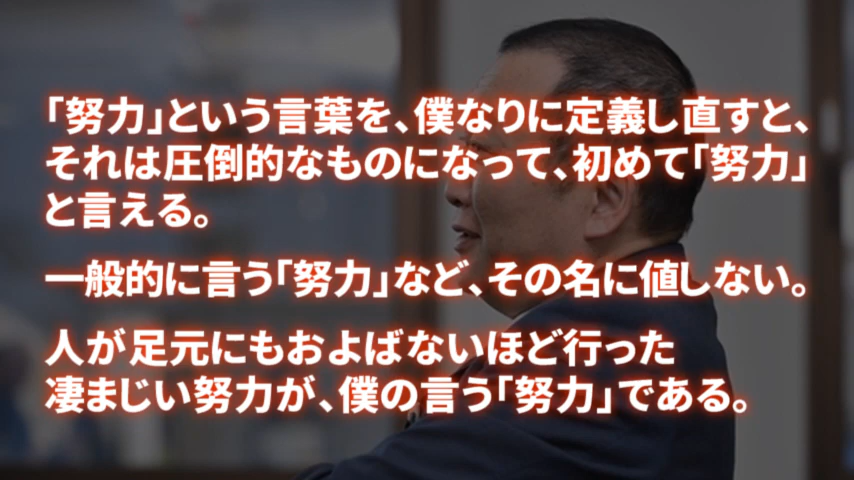 「努力」という言葉を、僕なりに定義し直すと、
それは圧倒的なものになって、初めて「努力」
と言える。
一般的に言う「努力」など、その名に値しない。
人が足元にもおよばないほど行った
凄まじい努力が、僕の言う「努力」である。